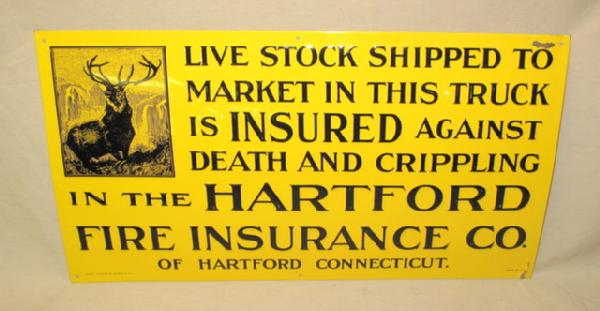 LIVE STOCK SHIPPED TO
MARKET IN THIS TRUCK
IS INSURED AGAINST
DEATH AND CRIPPLING
IN THE HARTFORD
FIRE INSURANCE CO.
OF HARTFORD CONNECTICUT.